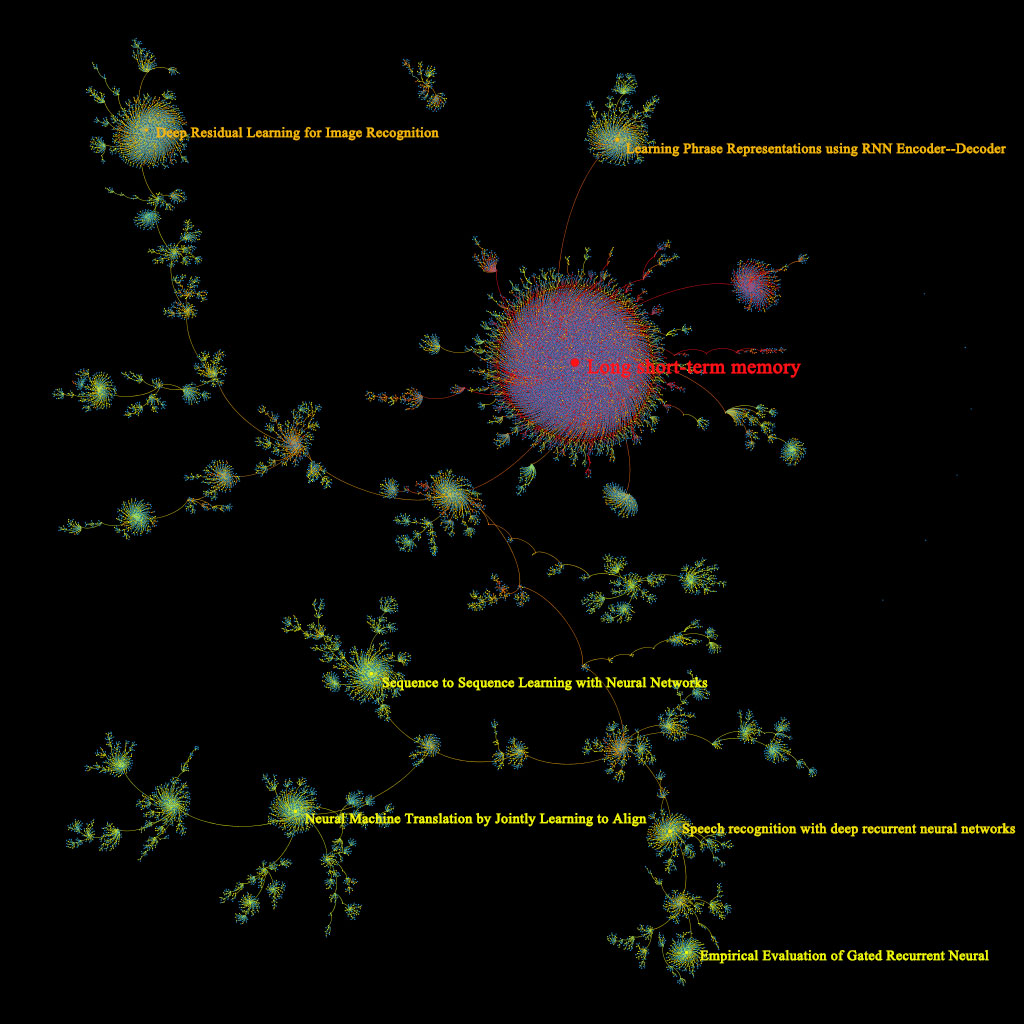 Deep Residual Learning for Image Recognition
Learning Phrase Representations using RNN Encoder--Decoder
Long short-term memory
Sequence to Sequence Learning with Neural Networks
Neural Machine Translation by Jointly Learning to Align
Speech recognition with deep recurrent neural networks
Empirical Evaluation of Gated Recurrent Neural